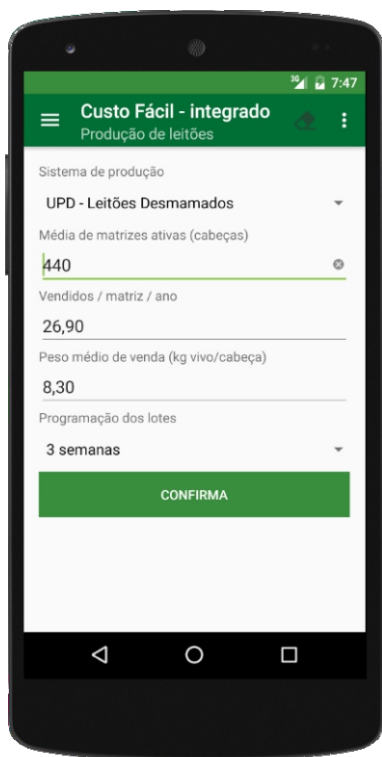 3G 7:47
Custo Fácil - integrado
Produção de leitões
Sistema de produção
UPD - Leitões Desmamados
Média de matrizes ativas (cabeças)
440
Vendidos / matriz / ano
26,90
Peso médio de venda (kg vivo/cabeça)
8,30
Programação dos lotes
3 semanas
CONFIRMA